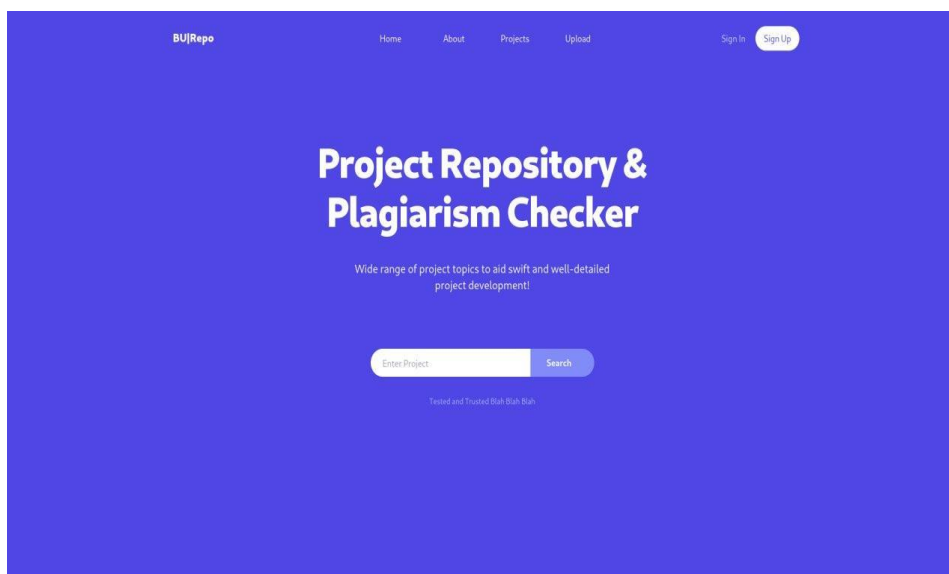 BU|Repo
Home About Projects Upload
Sign In Sign Up
Project Repository &
Plagiarism Checker
Wide range of project topics to aid swift and well-detailed
project development!
Enter Project Search
Tested and Trusted Blah Blah Blah